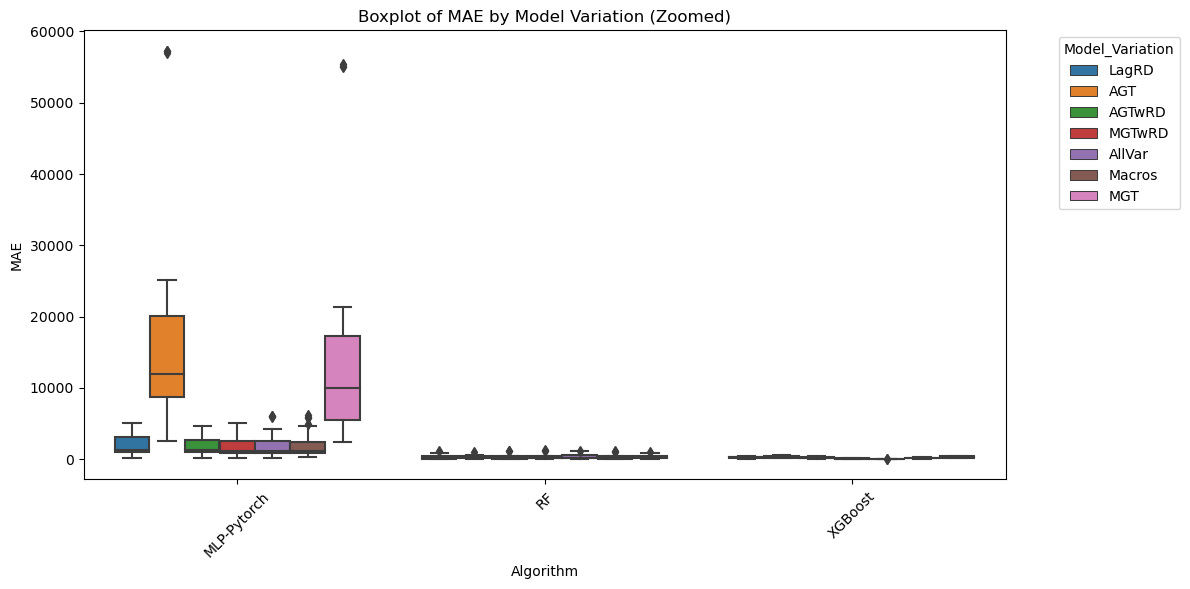 Boxplot of MAE by Model Variation (Zoomed)
60000
50000
40000
30000
20000
10000
0
MAE
MLP-Pytorch
RF
XGBoost
Algorithm
Model_Variation
LagRD
AGT
AGTwRD
MGTwRD
AllVar
Macros
MGT